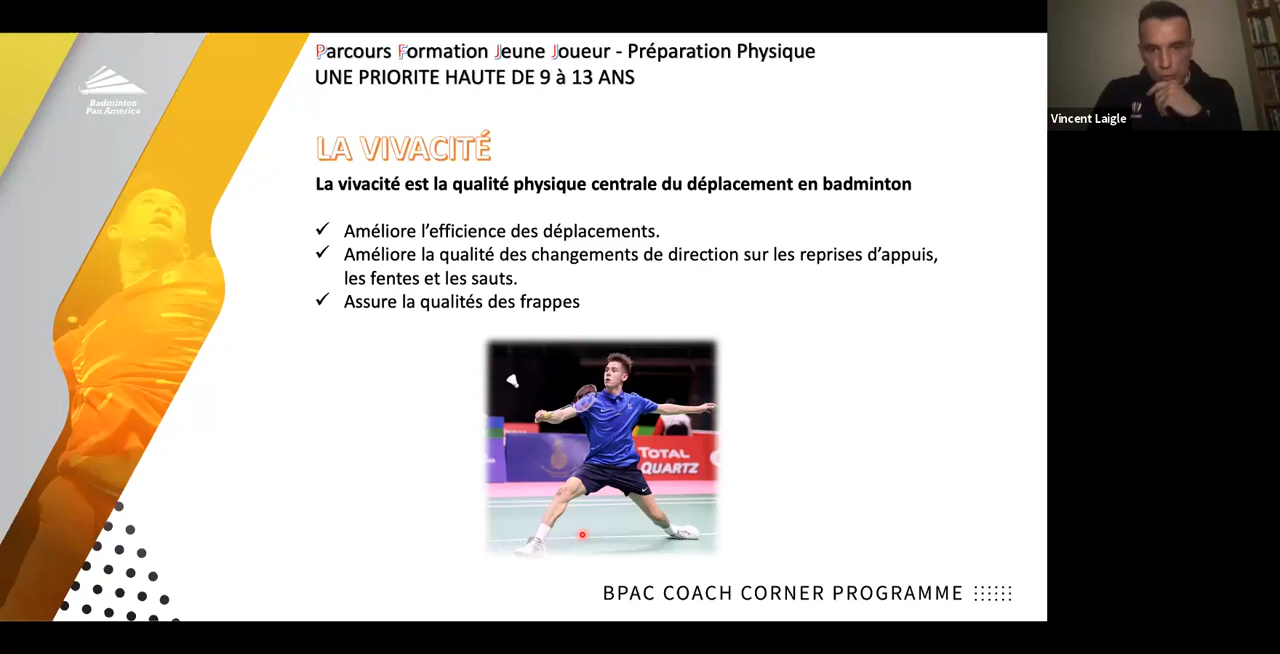 Parcours Formation Jeune Joueur - Préparation Physique
UNE PRIORITE HAUTE DE 9 à 13 ANS
Badminton
Pan America
Vincent Laigle
LA VIVACITÉ
La vivacité est la qualité physique centrale du déplacement en badminton
✓ Améliore l’efficience des déplacements.
✓ Améliore la qualité des changements de direction sur les reprises d’appuis,
les fentes et les sauts.
✓ Assure la qualités des frappes
TOTAL
QUARTZ
BPAC COACH CORNER PROGRAMME